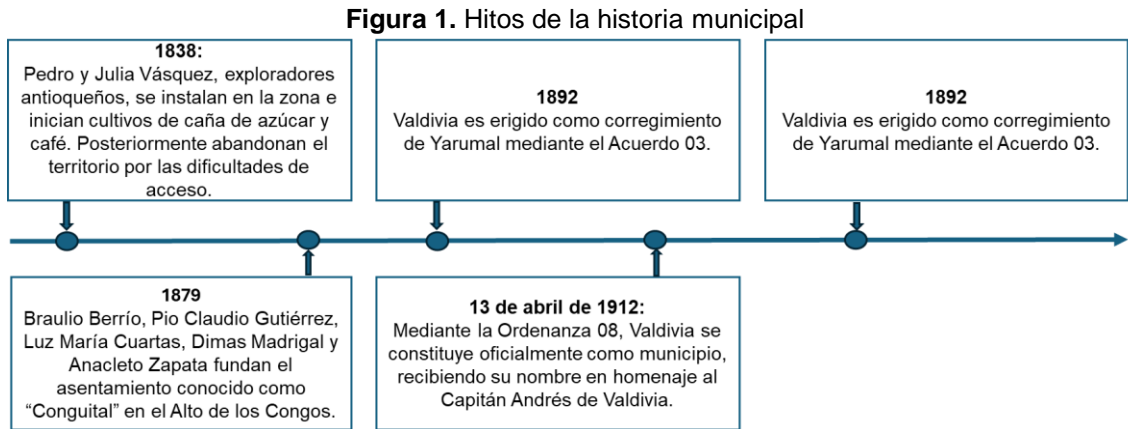 Figura 1. Hitos de la historia municipal
1838:
Pedro y Julia Vásquez, exploradores
antioqueños, se instalan en la zona e
inician cultivos de caña de azúcar y
café. Posteriormente abandonan el
territorio por las dificultades de
acceso.
1892
Valdivia es erigido como corregimiento
de Yarumal mediante el Acuerdo 03.
1892
Valdivia es erigido como corregimiento
de Yarumal mediante el Acuerdo 03.
1879
Braulio Berrío, Pio Claudio Gutiérrez,
Luz María Cuartas, Dimas Madrigal y
Anacleto Zapata fundan el
asentamiento conocido como
“Conguital” en el Alto de los Congos.
13 de abril de 1912:
Mediante la Ordenanza 08, Valdivia se
constituye oficialmente como municipio,
recibiendo su nombre en homenaje al
Capitán Andrés de Valdivia.